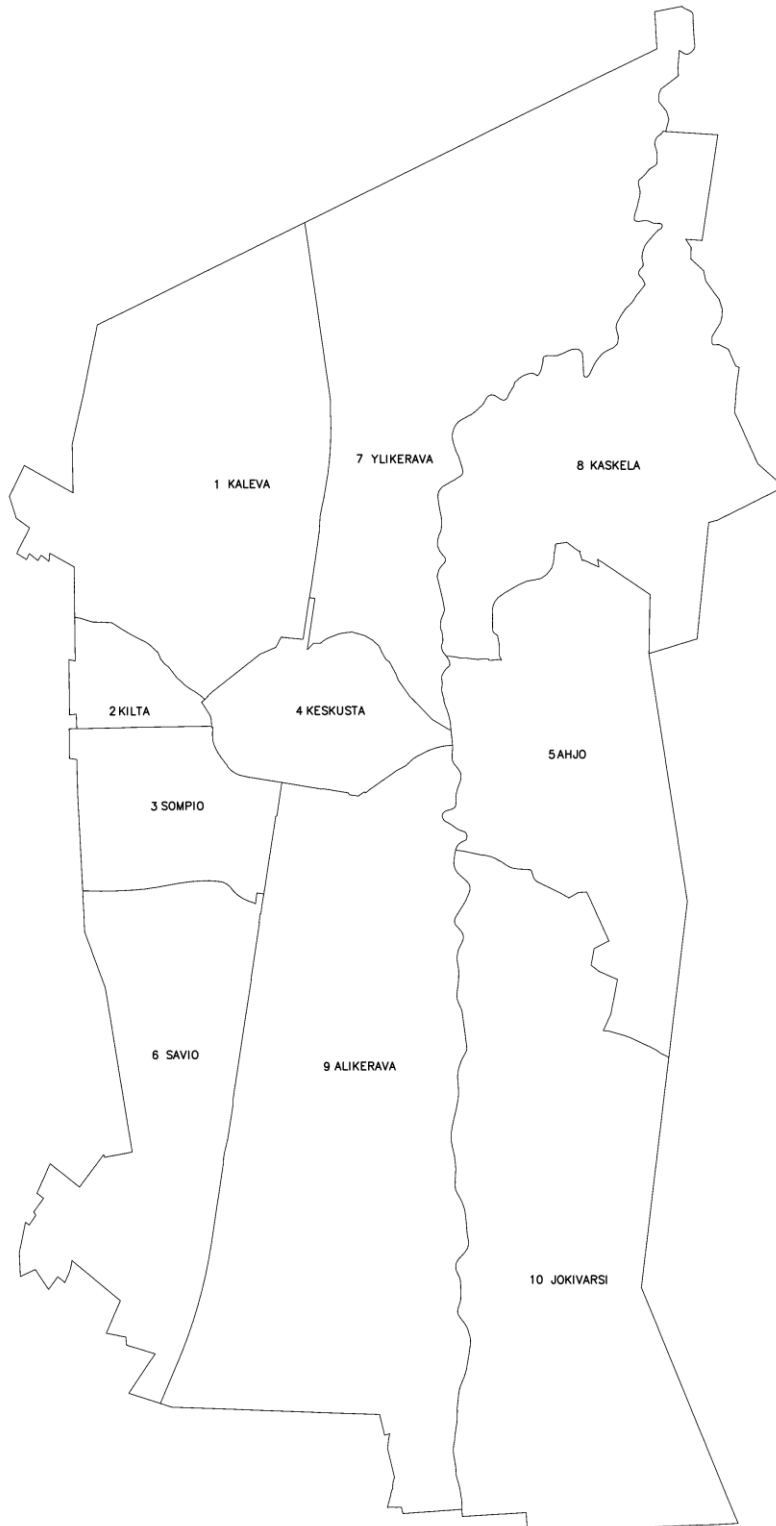 7 YLIKERAVA
8 KASKELA
1 KALEVA
2 KILTA
4 KESKUSTA
5 AHJO
3 SOMPIO
6 SAVIO
9 ALIKERAVA
10 JOKIVARSI